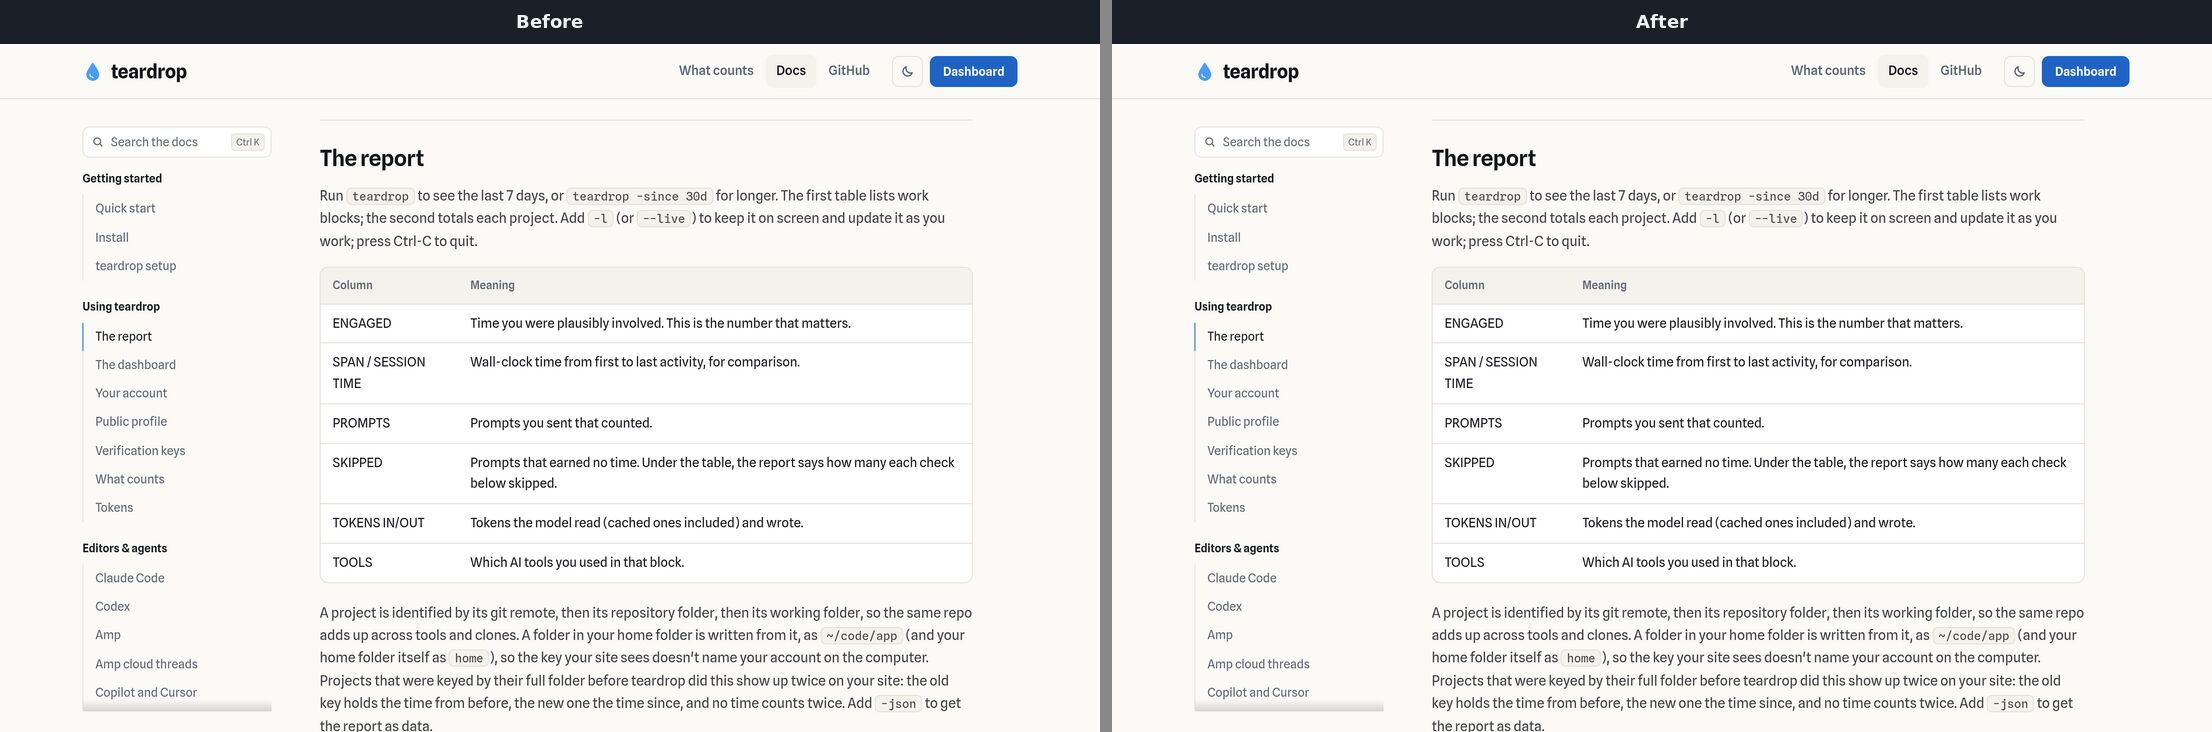 Before
teardrop
What counts
Docs
GitHub
Dashboard
Search the docs
Ctrl K
Getting started
Quick start
Install
teardrop setup
Using teardrop
The report
The dashboard
Your account
Public profile
Verification keys
What counts
Tokens
Editors & agents
Claude Code
Codex
Amp
Amp cloud threads
Copilot and Cursor
The report
Run teardrop to see the last 7 days, or teardrop -since 30d for longer. The first table lists work
blocks; the second totals each project. Add -l (or --live) to keep it on screen and update it as you
work; press Ctrl-C to quit.
Column Meaning
ENGAGED Time you were plausibly involved. This is the number that matters.
SPAN / SESSION Wall-clock time from first to last activity, for comparison.
TIME
PROMPTS Prompts you sent that counted.
SKIPPED Prompts that earned no time. Under the table, the report says how many each check
below skipped.
TOKENS IN/OUT Tokens the model read (cached ones included) and wrote.
TOOLS Which AI tools you used in that block.
A project is identified by its git remote, then its repository folder, then its working folder, so the same repo
adds up across tools and clones. A folder in your home folder is written from it, as ~/code/app (and your
home folder itself as home), so the key your site sees doesn't name your account on the computer.
Projects that were keyed by their full folder before teardrop did this show up twice on your site: the old
key holds the time from before, the new one the time since, and no time counts twice. Add -json to get
the report as data.
After
teardrop
What counts
Docs
GitHub
Dashboard
Search the docs
Ctrl K
Getting started
Quick start
Install
teardrop setup
Using teardrop
The report
The dashboard
Your account
Public profile
Verification keys
What counts
Tokens
Editors & agents
Claude Code
Codex
Amp
Amp cloud threads
Copilot and Cursor
The report
Run teardrop to see the last 7 days, or teardrop -since 30d for longer. The first table lists work
blocks; the second totals each project. Add -l (or --live) to keep it on screen and update it as you
work; press Ctrl-C to quit.
Column Meaning
ENGAGED Time you were plausibly involved. This is the number that matters.
SPAN / SESSION Wall-clock time from first to last activity, for comparison.
TIME
PROMPTS Prompts you sent that counted.
SKIPPED Prompts that earned no time. Under the table, the report says how many each check
below skipped.
TOKENS IN/OUT Tokens the model read (cached ones included) and wrote.
TOOLS Which AI tools you used in that block.
A project is identified by its git remote, then its repository folder, then its working folder, so the same repo
adds up across tools and clones. A folder in your home folder is written from it, as ~/code/app (and your
home folder itself as home), so the key your site sees doesn't name your account on the computer.
Projects that were keyed by their full folder before teardrop did this show up twice on your site: the old
key holds the time from before, the new one the time since, and no time counts twice. Add -json to get
the report as data.